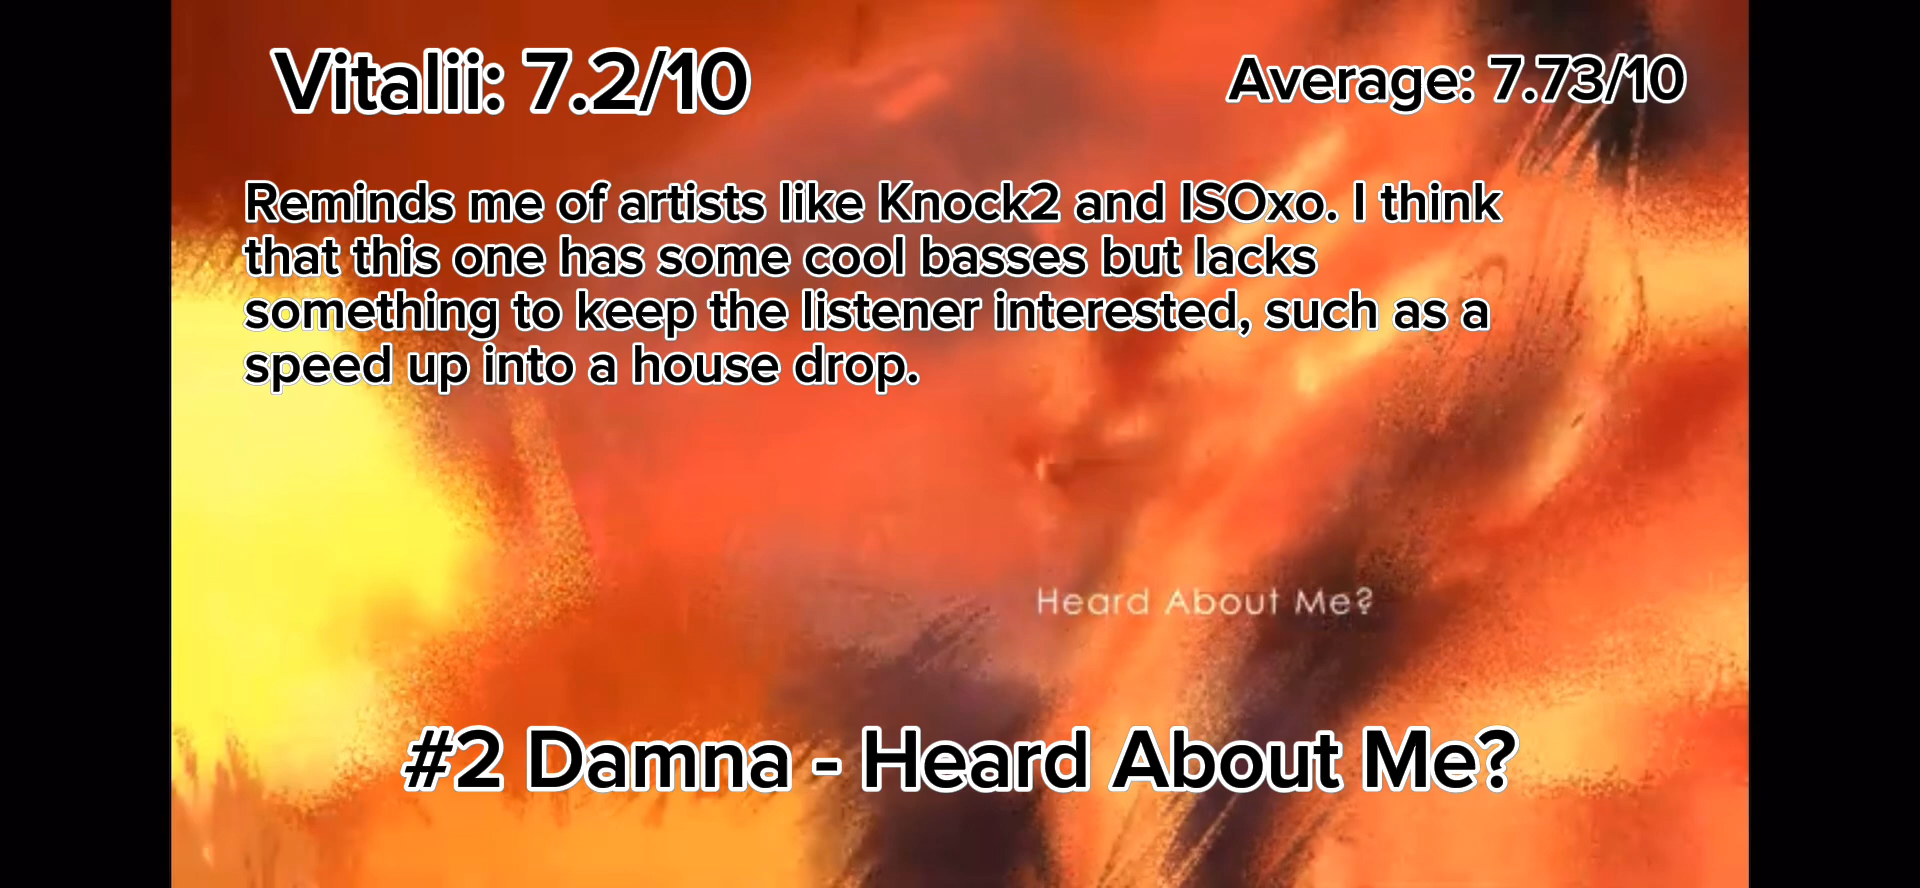 Vitalii: 7.2/10
Average: 7.73/10
Reminds me of artists like Knock2 and ISOxo. I think
that this one has some cool basses but lacks
something to keep the listener interested, such as a
speed up into a house drop.
Heard About Me?
#2 Damna - Heard About Me?